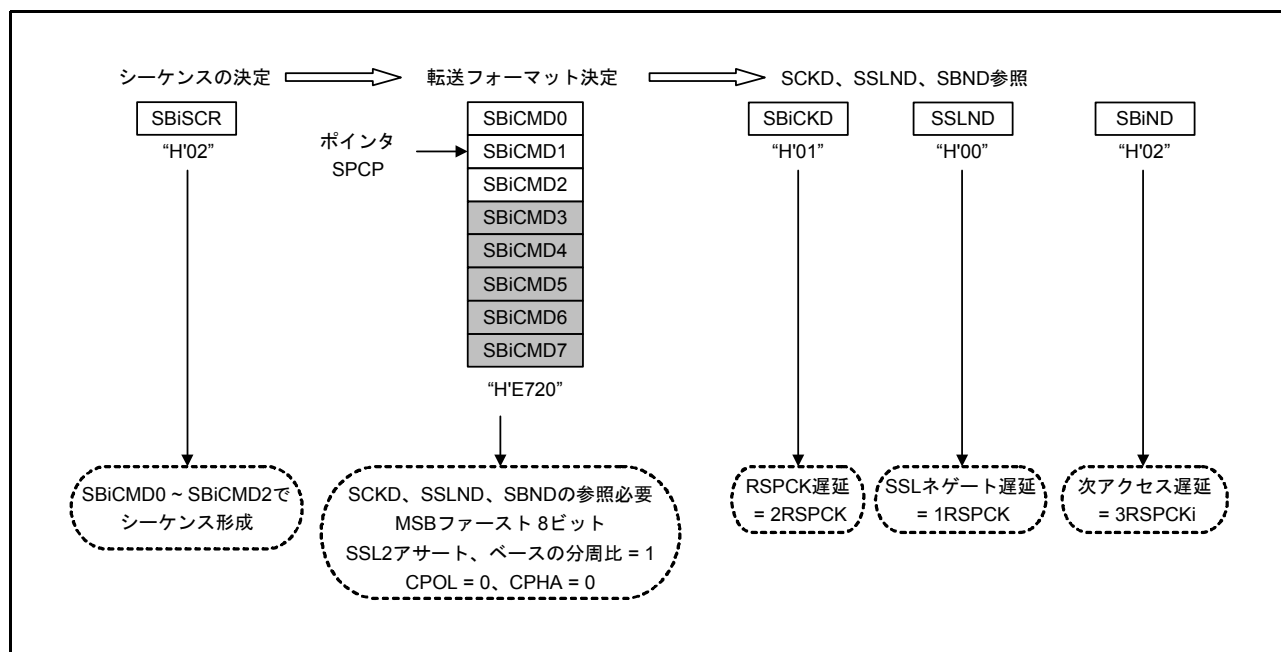 シーケンスの決定
転送フォーマット決定
SCKD、SSLND、SBND参照
SBiSCR
“H'02”
ポインタ
SPCP
SBiCMD0
SBiCMD1
SBiCMD2
SBiCMD3
SBiCMD4
SBiCMD5
SBiCMD6
SBiCMD7
“H'E720”
SBiCKD
“H'01”
SSLND
“H'00”
SBiND
“H'02”
SBiCMD0 ~ SBiCMD2で
シーケンス形成
SCKD、SSLND、SBNDの参照必要
MSBファースト 8ビット
SSL2アサート、ベースの分周比 = 1
CPOL = 0、CPHA = 0
RSPCK遅延
= 2RSPCK
SSLネゲート遅延
= 1RSPCK
次アクセス遅延
= 3RSPCKi